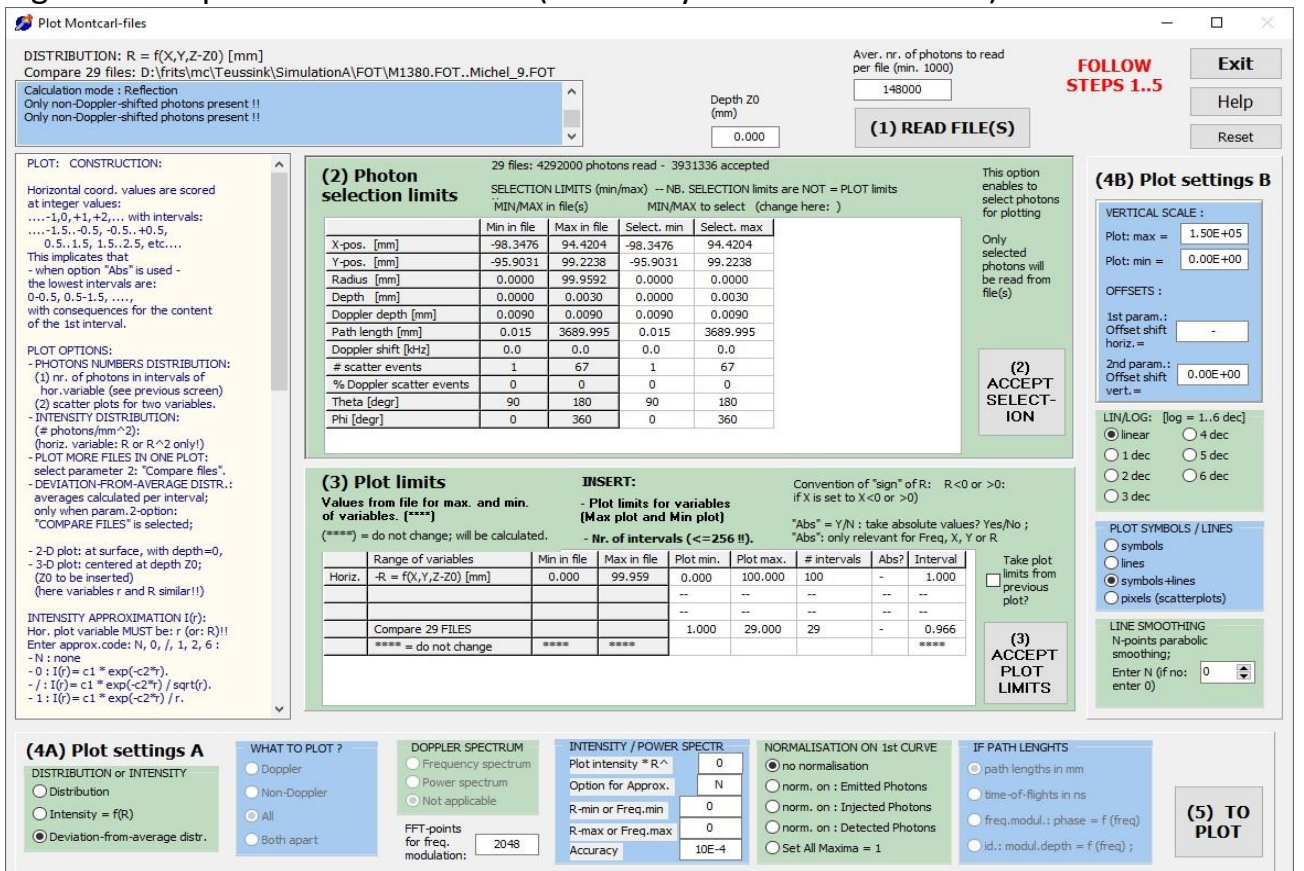 Plot Montcarl-files
DISTRIBUTION: R = f(X,Y,Z-Z0) [mm]
Compare 29 files: D:\frits\mc\Teussink\SimulationA\FOT\M1380.FOT..Michel_9.FOT
Calculation mode : Reflection
Only non-Doppler-shifted photons present !!
Only non-Doppler-shifted photons present !!
Depth Z0
(mm)
0.000
Aver. nr. of photons to read
per file (min. 1000)
148000
(1) READ FILE(S)
FOLLOW
STEPS 1..5
Exit
Help
Reset
PLOT: CONSTRUCTION:
Horizontal coord. values are scored
at integer values:
....-1,0,+1,+2,... with intervals:
....-1.5..-0.5, -0.5..+0.5,
0.5..1.5, 1.5..2.5, etc....
This implicates that
- when option "Abs" is used -
the lowest intervals are:
0-0.5, 0.5-1.5, ....,
with consequences for the content
of the 1st interval.
PLOT OPTIONS:
- PHOTONS NUMBERS DISTRIBUTION:
(1) nr. of photons in intervals of
hor.variable (see previous screen)
(2) scatter plots for two variables.
- INTENSITY DISTRIBUTION:
(# photons/mm^2):
(horiz. variable: R or R^2 only!)
- PLOT MORE FILES IN ONE PLOT:
select parameter 2: "Compare files".
- DEVIATION-FROM-AVERAGE DISTR.:
averages calculated per interval;
only when param.2-option:
"COMPARE FILES" is selected;
- 2-D plot: at surface, with depth=0,
- 3-D plot: centered at depth Z0;
(Z0 to be inserted)
(here variables r and R similar!!)
INTENSITY APPROXIMATION I(r):
Hor. plot variable MUST be: r (or: R)!!
Enter approx.code: N, 0, /, 1, 2, 6 :
- N : none
- 0 : I(r)= c1 * exp(-c2*r).
- / : I(r)= c1 * exp(-c2*r) / sqrt(r).
- 1 : I(r)= c1 * exp(-c2*r) / r.
(2) Photon
selection limits
29 files: 4292000 photons read - 3931336 accepted
SELECTION LIMITS (min/max) -- NB. SELECTION limits are NOT = PLOT limits
MIN/MAX in file(s) MIN/MAX to select (change here: )
Min in file Max in file Select. min Select. max
X-pos. [mm] -98.3476 94.4204 -98.3476 94.4204
Y-pos. [mm] -95.9031 99.2238 -95.9031 99.2238
Radius [mm] 0.0000 99.9592 0.0000 0.0000
Depth [mm] 0.0000 0.0030 0.0000 0.0030
Doppler depth [mm] 0.0090 0.0090 0.0090 0.0090
Path length [mm] 0.015 3689.995 0.015 3689.995
Doppler shift [kHz] 0.0 0.0 0.0 0.0
# scatter events 1 67 1 67
% Doppler scatter events 0 0 0 0
Theta [degr] 90 180 90 180
Phi [degr] 0 360 0 360
This option
enables to
select photons
for plotting
Only
selected
photons will
be read from
file(s)
(2)
ACCEPT
SELECT-
ION
(3) Plot limits
Values from file for max. and min.
of variables. (****)
(****) = do not change; will be calculated.
INSERT:
- Plot limits for variables
(Max plot and Min plot)
- Nr. of intervals (<=256 !!).
Convention of "sign" of R: R<0 or >0:
if X is set to X<0 or >0)
"Abs" = Y/N : take absolute values? Yes/No ;
"Abs": only relevant for Freq, X, Y or R
Range of variables Min in file Max in file Plot min. Plot max. # intervals Abs? Interval
Horiz. -R = f(X,Y,Z-Z0) [mm] 0.000 99.959 0.000 100.000 100 - 1.000
-- -- -- -- --
-- -- -- -- --
Compare 29 FILES 1.000 29.000 29 - 0.966
**** = do not change **** **** ****
Take plot
limits from
previous
plot?
(3)
ACCEPT
PLOT
LIMITS
(4B) Plot settings B
VERTICAL SCALE :
Plot: max = 1.50E+05
Plot: min = 0.00E+00
OFFSETS :
1st param.:
Offset shift
horiz.= -
2nd param.:
Offset shift
vert.= 0.00E+00
LIN/LOG: [log = 1..6 dec]
linear 4 dec
1 dec 5 dec
2 dec 6 dec
3 dec
PLOT SYMBOLS / LINES
symbols
lines
symbols+lines
pixels (scatterplots)
LINE SMOOTHING
N-points parabolic
smoothing;
Enter N (if no: 0
enter 0)
(4A) Plot settings A
DISTRIBUTION or INTENSITY
Distribution
Intensity = f(R)
Deviation-from-average distr.
WHAT TO PLOT ?
Doppler
Non-Doppler
All
Both apart
DOPPLER SPECTRUM
Frequency spectrum
Power spectrum
Not applicable
FFT-points
for freq.
modulation: 2048
INTENSITY / POWER SPECTR
Plot intensity * R^ 0
Option for Approx. N
R-min or Freq.min 0
R-max or Freq.max 0
Accuracy 10E-4
NORMALISATION ON 1st CURVE
no normalisation
norm. on : Emitted Photons
norm. on : Injected Photons
norm. on : Detected Photons
Set All Maxima = 1
IF PATH LENGHTS
path lengths in mm
time-of-flights in ns
freq.modul.: phase = f (freq)
id.: modul.depth = f (freq) ;
(5) TO
PLOT